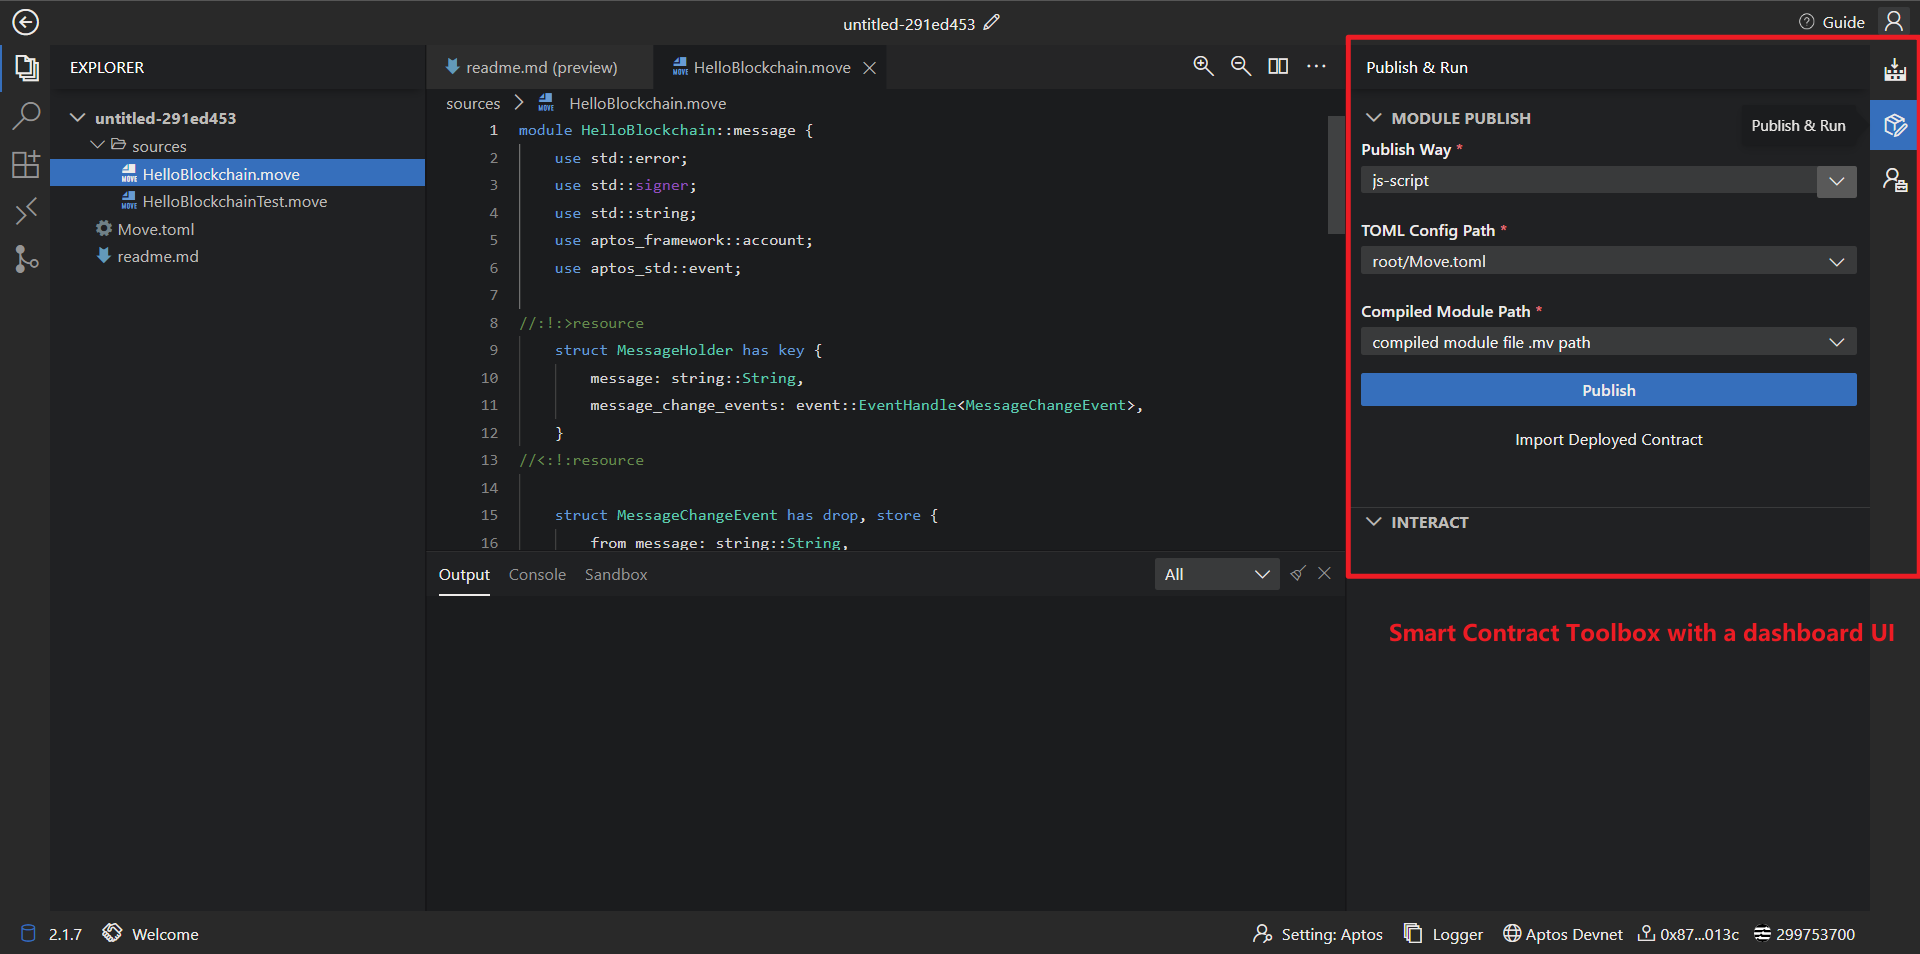 untitled-291ed453
Guide
EXPLORER
untitled-291ed453
sources
HelloBlockchain.move
HelloBlockchainTest.move
Move.toml
readme.md
readme.md (preview)
HelloBlockchain.move
sources > HelloBlockchain.move
1 module HelloBlockchain::message {
2 use std::error;
3 use std::signer;
4 use std::string;
5 use aptos_framework::account;
6 use aptos_std::event;
7
8 //:!:>resource
9 struct MessageHolder has key {
10 message: string::String,
11 message_change_events: event::EventHandle<MessageChangeEvent>,
12 }
13 //<:!:resource
14
15 struct MessageChangeEvent has drop, store {
16 from_message: string::String,
Output Console Sandbox
All
Publish & Run
MODULE PUBLISH
Publish & Run
Publish Way *
js-script
TOML Config Path *
root/Move.toml
Compiled Module Path *
compiled module file .mv path
Publish
Import Deployed Contract
INTERACT
Smart Contract Toolbox with a dashboard UI
2.1.7
Welcome
Setting: Aptos
Logger
Aptos Devnet
0x87...013c
299753700